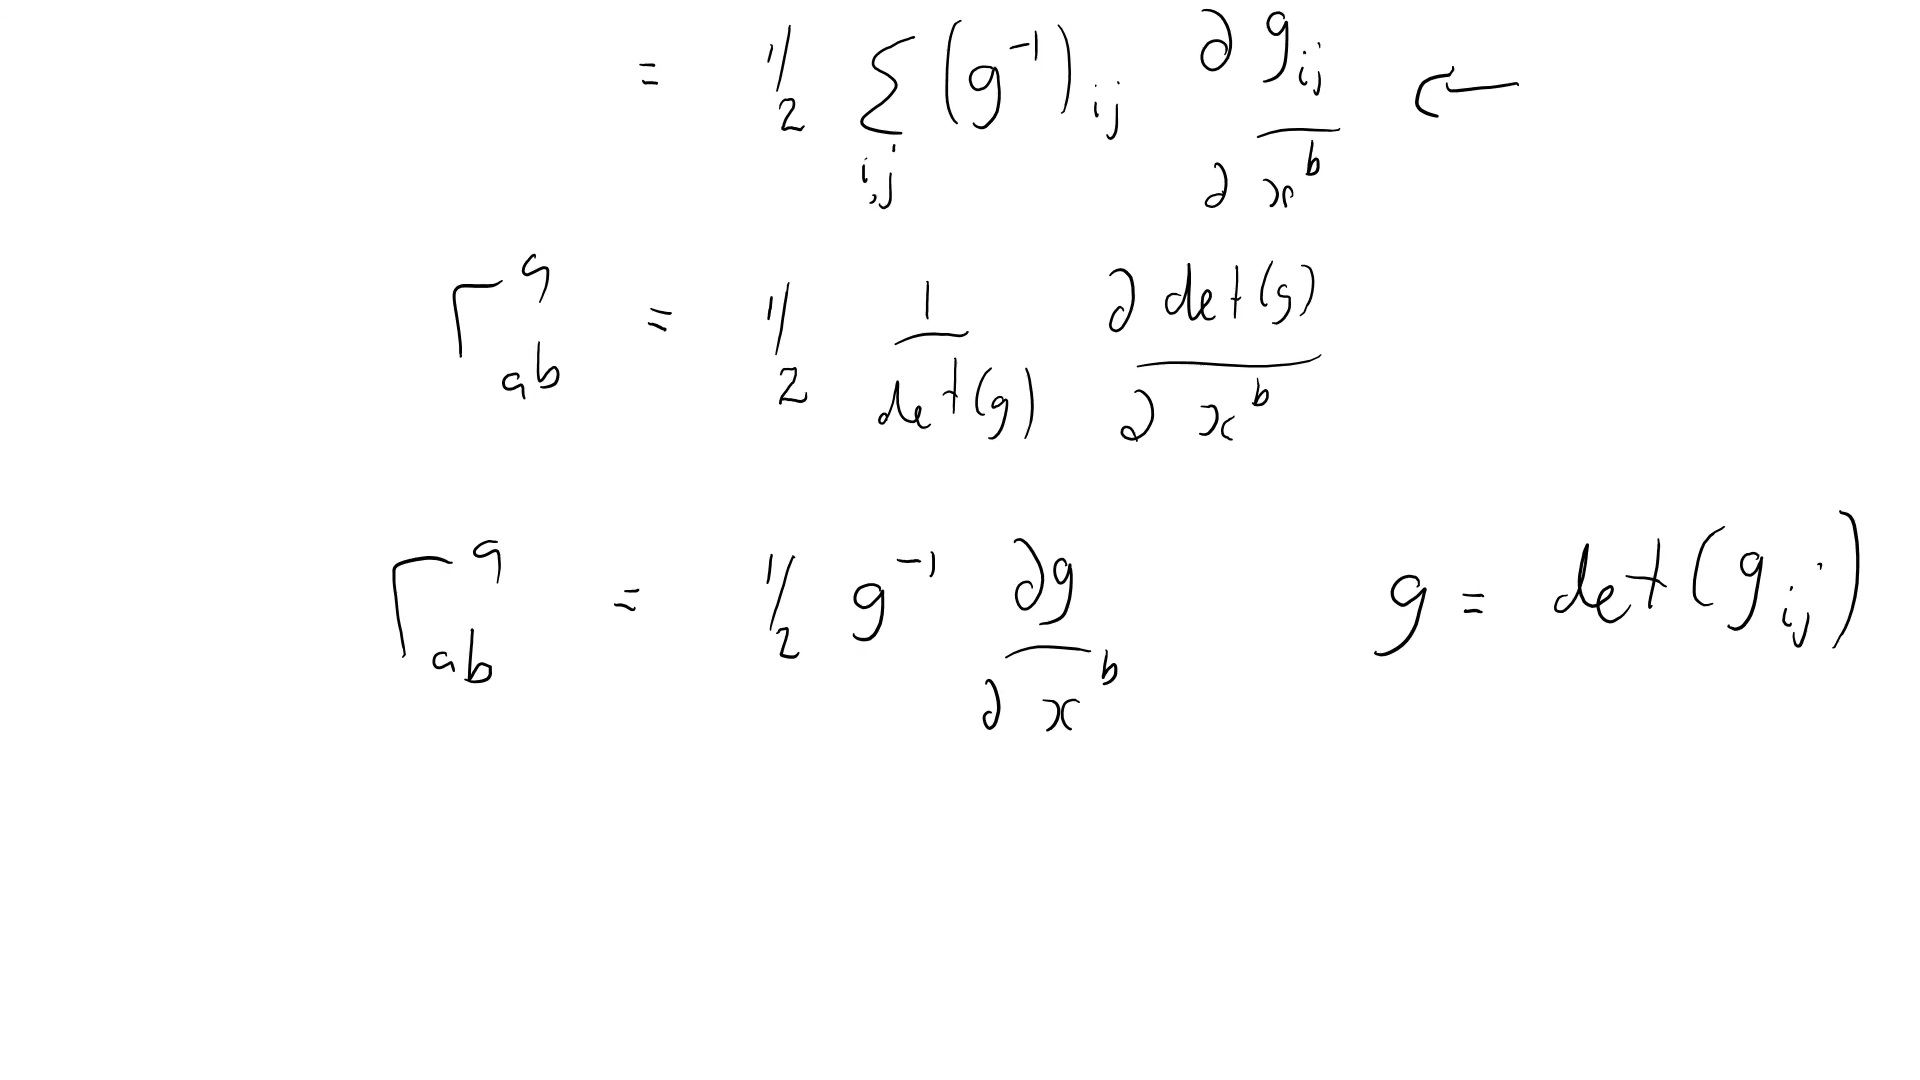 = 1/2 ∑_{i,j} (g⁻¹)_{ij} ∂g_{ij} / ∂x^b ←
Γ^a_{ab} = 1/2 1/det(g) ∂det(g) / ∂x^b
Γ^a_{ab} = 1/2 g⁻¹ ∂g / ∂x^b    g = det(g_{ij})